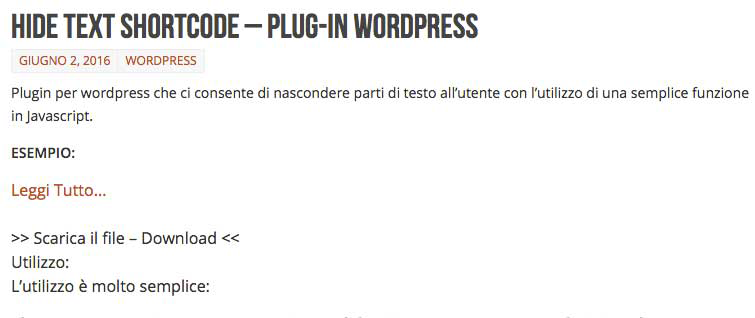 HIDE TEXT SHORTCODE – PLUG-IN WORDPRESS
GIUGNO 2, 2016 WORDPRESS
Plugin per wordpress che ci consente di nascondere parti di testo all’utente con l’utilizzo di una semplice funzione
in Javascript.
ESEMPIO:
Leggi Tutto...
>> Scarica il file – Download <<
Utilizzo:
L’utilizzo è molto semplice: